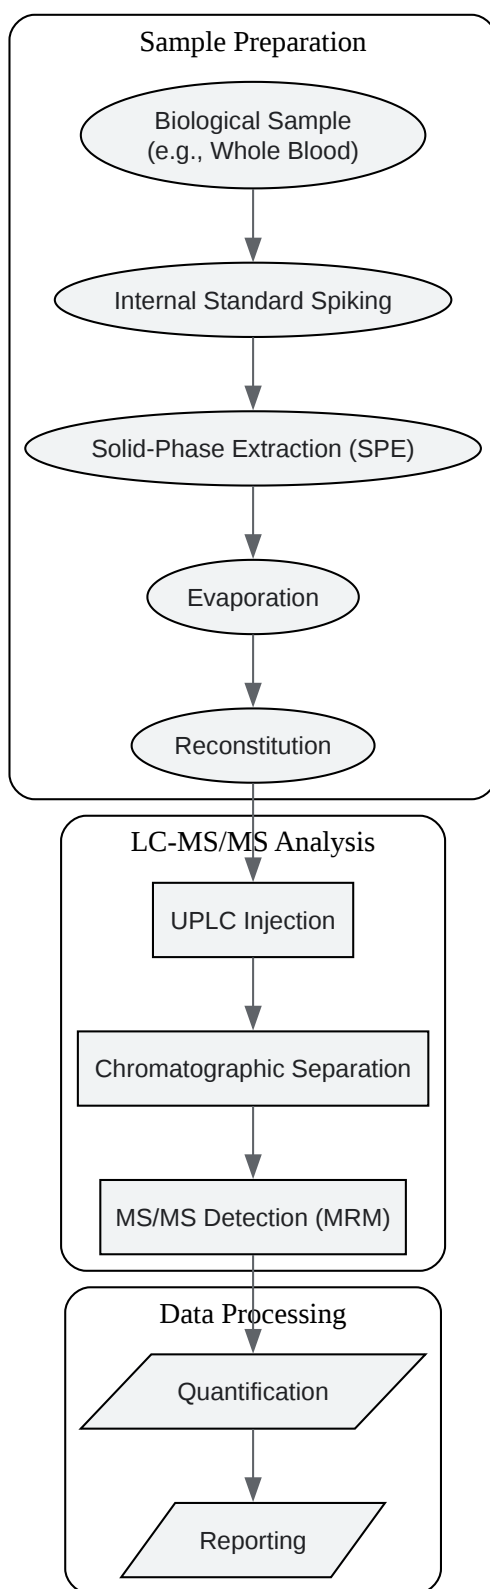 Sample Preparation
Biological Sample
(e.g., Whole Blood)
Internal Standard Spiking
Solid-Phase Extraction (SPE)
Evaporation
Reconstitution
LC-MS/MS Analysis
UPLC Injection
Chromatographic Separation
MS/MS Detection (MRM)
Data Processing
Quantification
Reporting